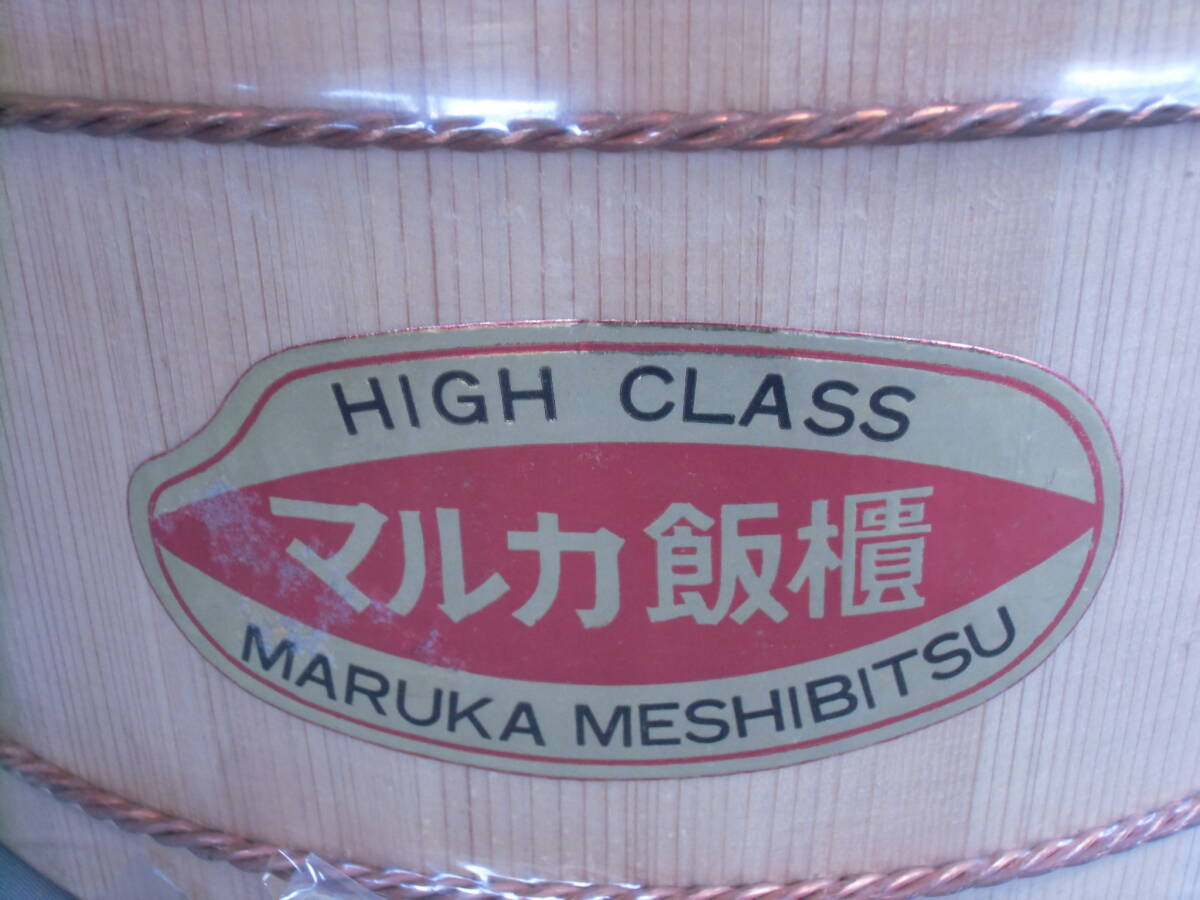 HIGH CLASS
マルカ飯櫃
MARUKA MESHIBITSU